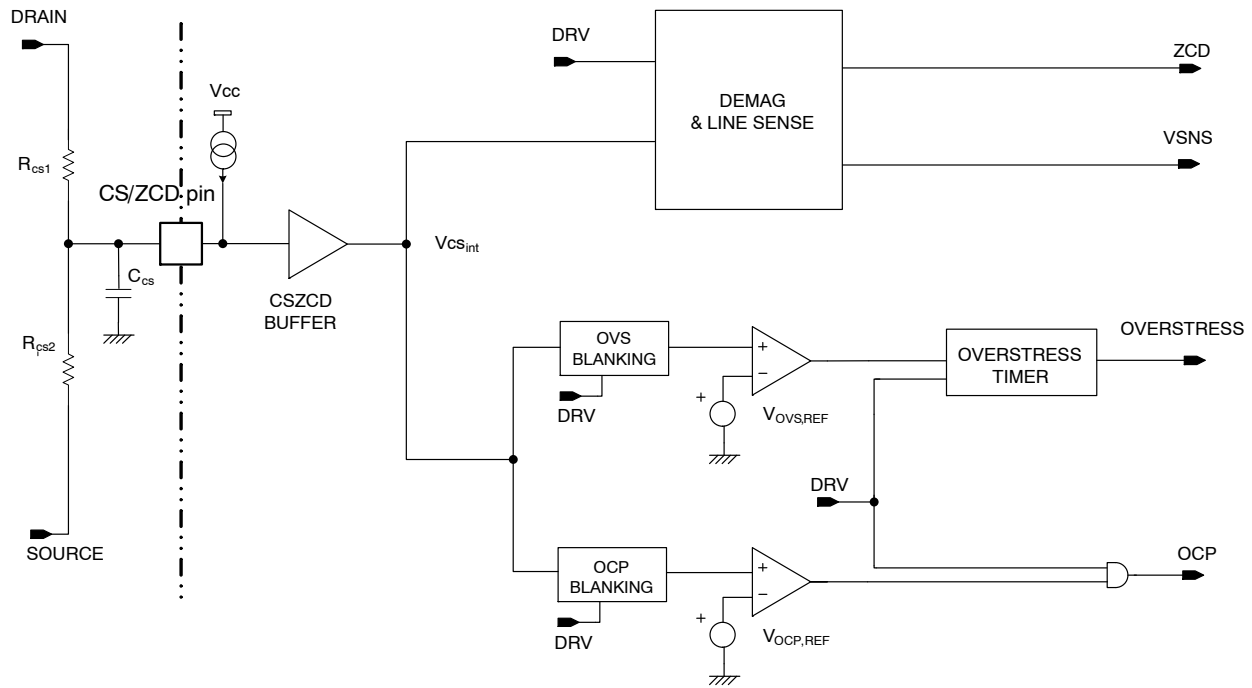 DRAIN
DRV
ZCD
Vcc
DEMAG
& LINE SENSE
VSNS
Rcs1
CS/ZCD pin
Vcsint
Ccs
CSZCD
BUFFER
Rcs2
OVS
BLANKING
+
−
OVERSTRESS
TIMER
OVERSTRESS
DRV
+
VOVS,REF
DRV
SOURCE
OCP
BLANKING
+
−
OCP
DRV
+
VOCP,REF